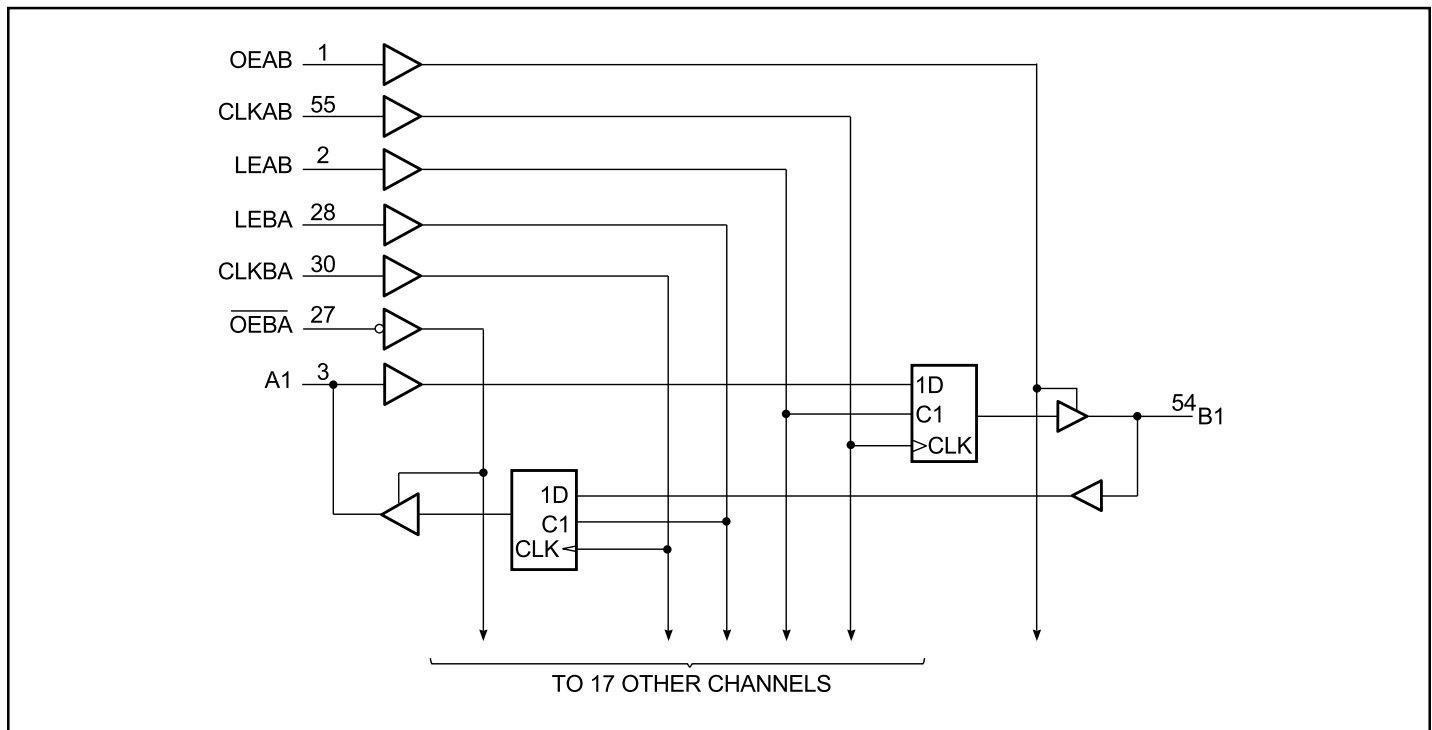 OEAB 1
CLKAB 55
LEAB 2
LEBA 28
CLKBA 30
OEBA 27
A1 3
1D
C1
CLK
54 B1
1D
C1
CLK
TO 17 OTHER CHANNELS